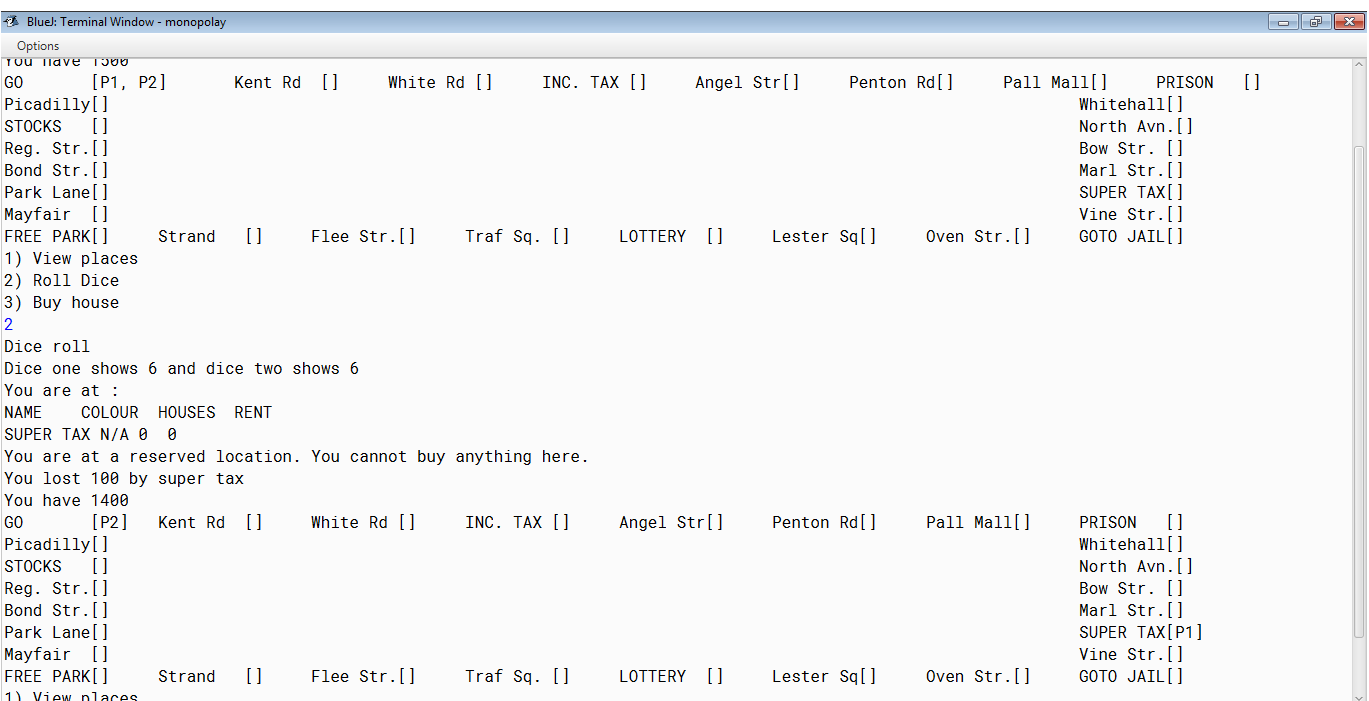 BlueJ: Terminal Window - monopolay
Options
You have 1500
GO [P1, P2] Kent Rd [] White Rd [] INC. TAX [] Angel Str[] Penton Rd[] Pall Mall[] PRISON []
Picadilly[] Whitehall[]
STOCKS [] North Avn.[]
Reg. Str.[] Bow Str. []
Bond Str.[] Marl Str.[]
Park Lane[] SUPER TAX[]
Mayfair [] Vine Str.[]
FREE PARK[] Strand [] Flee Str.[] Traf Sq. [] LOTTERY [] Lester Sq[] Oven Str.[] GOTO JAIL[]
1) View places
2) Roll Dice
3) Buy house
2
Dice roll
Dice one shows 6 and dice two shows 6
You are at :
NAME COLOUR HOUSES RENT
SUPER TAX N/A 0 0
You are at a reserved location. You cannot buy anything here.
You lost 100 by super tax
You have 1400
GO [P2] Kent Rd [] White Rd [] INC. TAX [] Angel Str[] Penton Rd[] Pall Mall[] PRISON []
Picadilly[] Whitehall[]
STOCKS [] North Avn.[]
Reg. Str.[] Bow Str. []
Bond Str.[] Marl Str.[]
Park Lane[] SUPER TAX[P1]
Mayfair [] Vine Str.[]
FREE PARK[] Strand [] Flee Str.[] Traf Sq. [] LOTTERY [] Lester Sq[] Oven Str.[] GOTO JAIL[]
1) View places